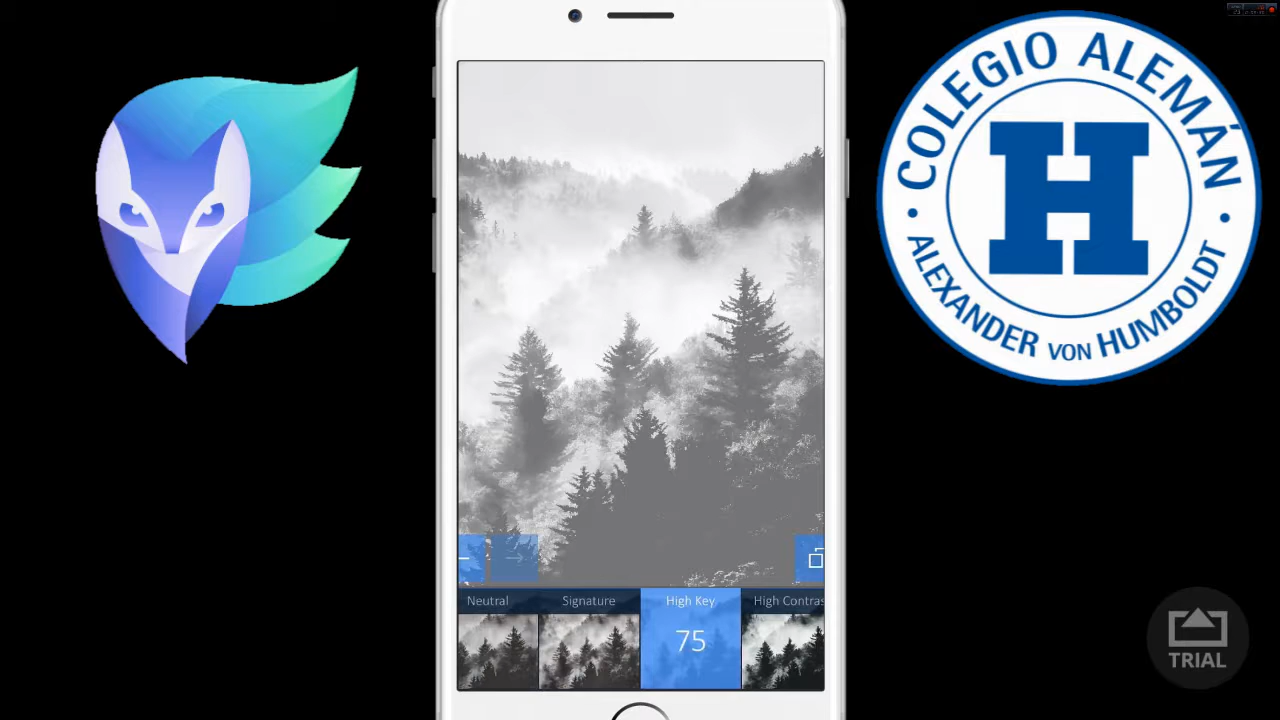 COLEGIO ALEMÁN
H
ALEXANDER VON HUMBOLDT
Neutral
Signature
High Key
High Contras
75
TRIAL